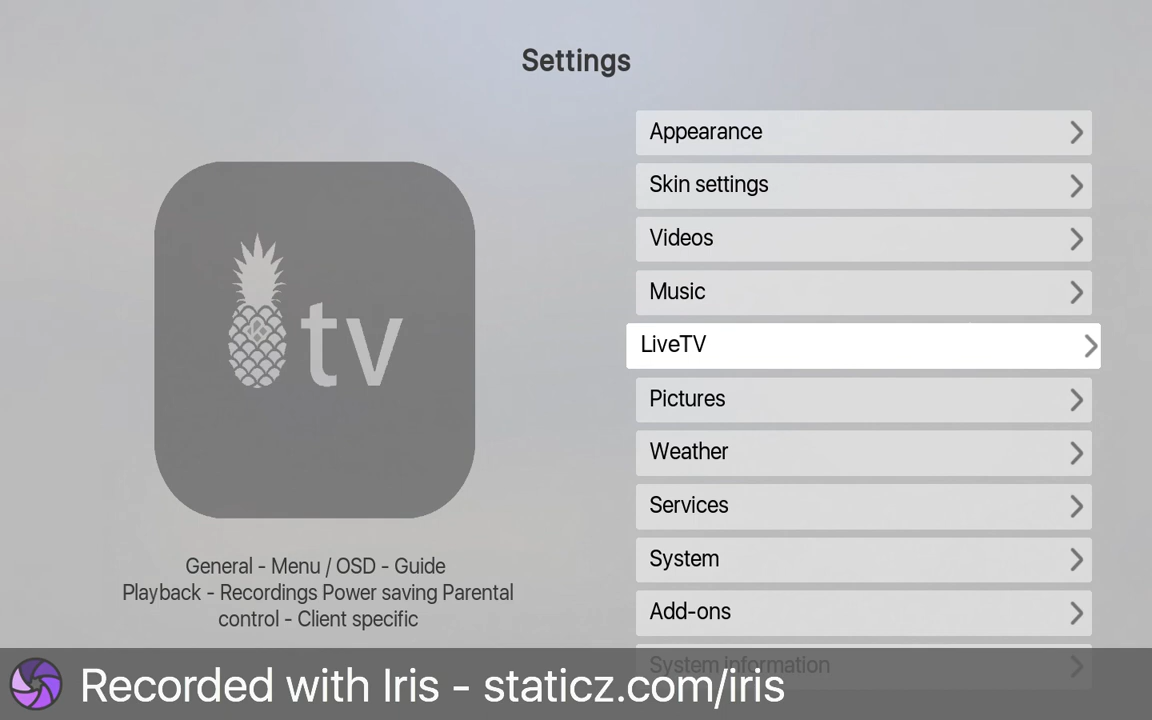 Settings
Appearance
Skin settings
Videos
Music
LiveTV
Pictures
Weather
Services
System
Add-ons
System information
tv
General - Menu / OSD - Guide
Playback - Recordings Power saving Parental
control - Client specific
Recorded with Iris - staticz.com/iris